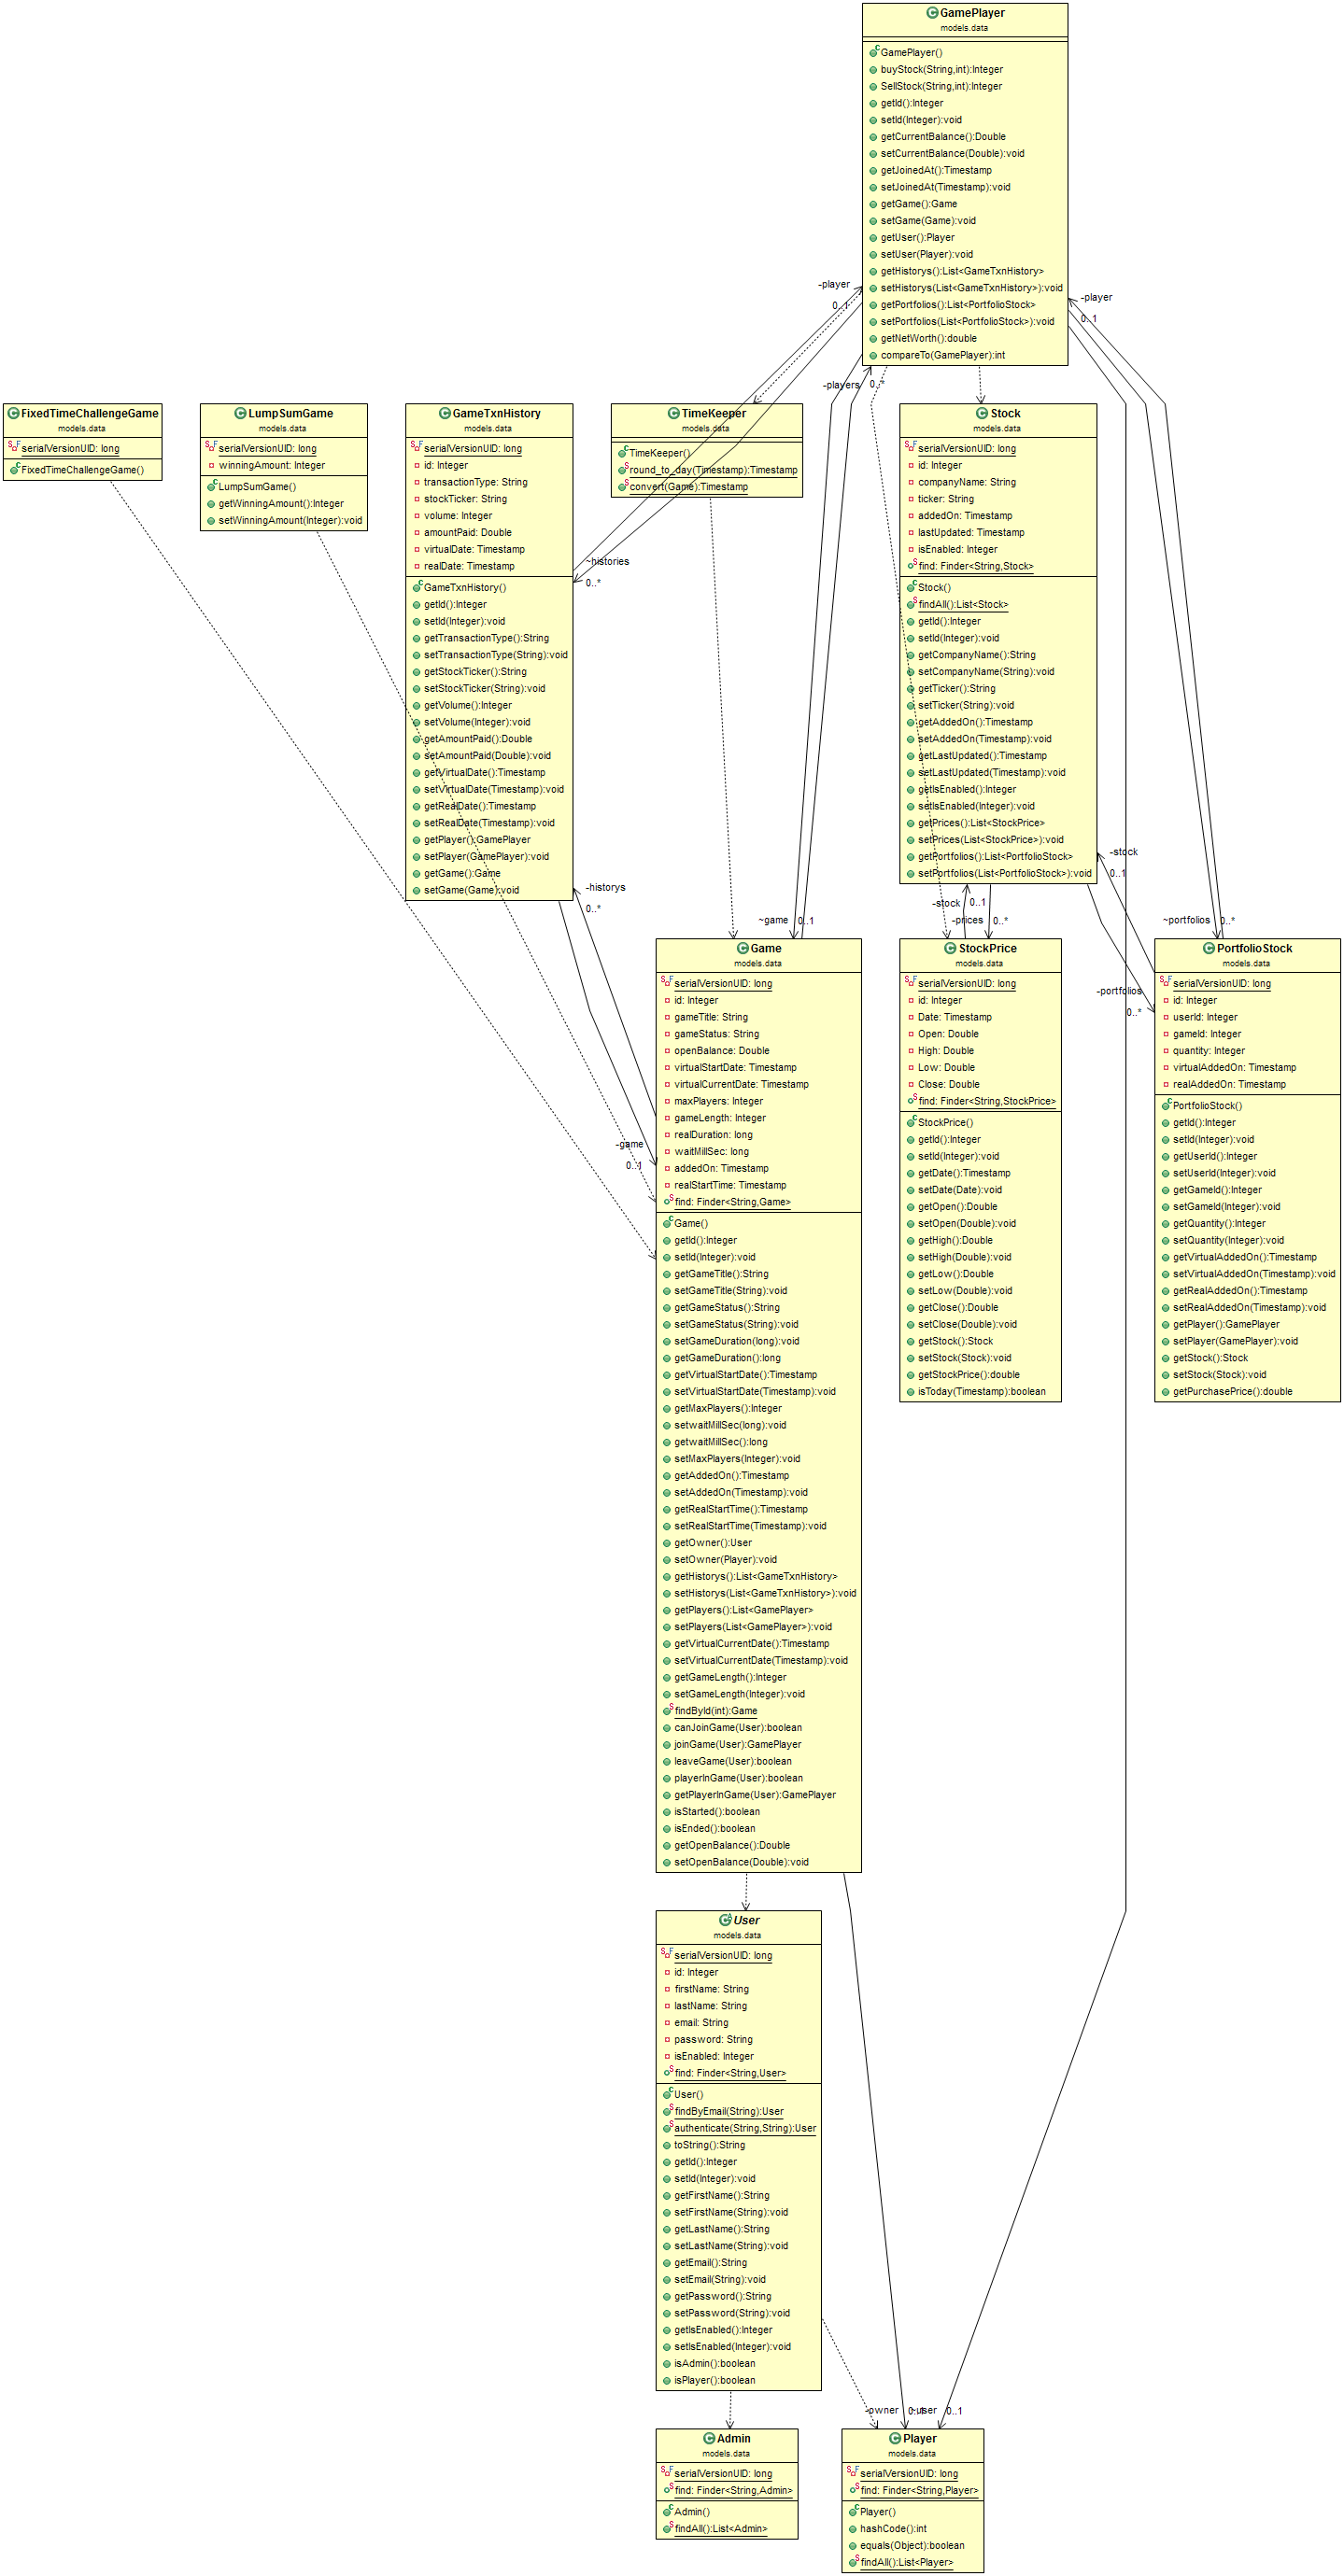 GamePlayer
models.data
GamePlayer()
buyStock(String,int):Integer
SellStock(String,int):Integer
getId():Integer
setId(Integer):void
getCurrentBalance():Double
setCurrentBalance(Double):void
getJoinedAt():Timestamp
setJoinedAt(Timestamp):void
getGame():Game
setGame(Game):void
getUser():Player
setUser(Player):void
getHistorys():List<GameTxnHistory>
setHistorys(List<GameTxnHistory>):void
getPortfolios():List<PortfolioStock>
setPortfolios(List<PortfolioStock>):void
getNetWorth():double
compareTo(GamePlayer):int
-player
0..1
-player
0..1
-players
0..*
FixedTimeChallengeGame
models.data
serialVersionUID: long
FixedTimeChallengeGame()
LumpSumGame
models.data
serialVersionUID: long
winningAmount: Integer
LumpSumGame()
getWinningAmount():Integer
setWinningAmount(Integer):void
GameTxnHistory
models.data
serialVersionUID: long
id: Integer
transactionType: String
stockTicker: String
volume: Integer
amountPaid: Double
virtualDate: Timestamp
realDate: Timestamp
GameTxnHistory()
getId():Integer
setId(Integer):void
getTransactionType():String
setTransactionType(String):void
getStockTicker():String
setStockTicker(String):void
getVolume():Integer
setVolume(Integer):void
getAmountPaid():Double
setAmountPaid(Double):void
getVirtualDate():Timestamp
setVirtualDate(Timestamp):void
getRealDate():Timestamp
setRealDate(Timestamp):void
getPlayer():GamePlayer
setPlayer(GamePlayer):void
getGame():Game
setGame(Game):void
~histories
0..*
-historys
0..*
TimeKeeper
models.data
TimeKeeper()
round_to_day(Timestamp):Timestamp
convert(Game):Timestamp
Stock
models.data
serialVersionUID: long
id: Integer
companyName: String
ticker: String
addedOn: Timestamp
lastUpdated: Timestamp
isEnabled: Integer
find: Finder<String,Stock>
Stock()
findAll():List<Stock>
getId():Integer
setId(Integer):void
getCompanyName():String
setCompanyName(String):void
getTicker():String
setTicker(String):void
getAddedOn():Timestamp
setAddedOn(Timestamp):void
getLastUpdated():Timestamp
setLastUpdated(Timestamp):void
getIsEnabled():Integer
setIsEnabled(Integer):void
getPrices():List<StockPrice>
setPrices(List<StockPrice>):void
getPortfolios():List<PortfolioStock>
setPortfolios(List<PortfolioStock>):void
-stock
0..1
-stock
0..1
-prices
0..*
~game
0..1
~portfolios
0..*
-portfolios
0..*
-game
0..1
Game
models.data
serialVersionUID: long
id: Integer
gameTitle: String
gameStatus: String
openBalance: Double
virtualStartDate: Timestamp
virtualCurrentDate: Timestamp
maxPlayers: Integer
gameLength: Integer
realDuration: long
waitMillSec: long
addedOn: Timestamp
realStartTime: Timestamp
find: Finder<String,Game>
Game()
getId():Integer
setId(Integer):void
getGameTitle():String
setGameTitle(String):void
getGameStatus():String
setGameStatus(String):void
setGameDuration(long):void
getGameDuration():long
getVirtualStartDate():Timestamp
setVirtualStartDate(Timestamp):void
getMaxPlayers():Integer
setwaitMillSec(long):void
getwaitMillSec():long
setMaxPlayers(Integer):void
getAddedOn():Timestamp
setAddedOn(Timestamp):void
getRealStartTime():Timestamp
setRealStartTime(Timestamp):void
getOwner():User
setOwner(Player):void
getHistorys():List<GameTxnHistory>
setHistorys(List<GameTxnHistory>):void
getPlayers():List<GamePlayer>
setPlayers(List<GamePlayer>):void
getVirtualCurrentDate():Timestamp
setVirtualCurrentDate(Timestamp):void
getGameLength():Integer
setGameLength(Integer):void
findById(int):Game
canJoinGame(User):boolean
joinGame(User):GamePlayer
leaveGame(User):boolean
playerInGame(User):boolean
getPlayerInGame(User):GamePlayer
isStarted():boolean
isEnded():boolean
getOpenBalance():Double
setOpenBalance(Double):void
StockPrice
models.data
serialVersionUID: long
id: Integer
Date: Timestamp
Open: Double
High: Double
Low: Double
Close: Double
find: Finder<String,StockPrice>
StockPrice()
getId():Integer
setId(Integer):void
getDate():Timestamp
setDate(Date):void
getOpen():Double
setOpen(Double):void
getHigh():Double
setHigh(Double):void
getLow():Double
setLow(Double):void
getClose():Double
setClose(Double):void
getStock():Stock
setStock(Stock):void
getStockPrice():double
isToday(Timestamp):boolean
PortfolioStock
models.data
serialVersionUID: long
id: Integer
userId: Integer
gameId: Integer
quantity: Integer
virtualAddedOn: Timestamp
realAddedOn: Timestamp
PortfolioStock()
getId():Integer
setId(Integer):void
getUserId():Integer
setUserId(Integer):void
getGameId():Integer
setGameId(Integer):void
getQuantity():Integer
setQuantity(Integer):void
getVirtualAddedOn():Timestamp
setVirtualAddedOn(Timestamp):void
getRealAddedOn():Timestamp
setRealAddedOn(Timestamp):void
getPlayer():GamePlayer
setPlayer(GamePlayer):void
getStock():Stock
setStock(Stock):void
getPurchasePrice():double
User
models.data
serialVersionUID: long
id: Integer
firstName: String
lastName: String
email: String
password: String
isEnabled: Integer
find: Finder<String,User>
User()
findByEmail(String):User
authenticate(String,String):User
toString():String
getId():Integer
setId(Integer):void
getFirstName():String
setFirstName(String):void
getLastName():String
setLastName(String):void
getEmail():String
setEmail(String):void
getPassword():String
setPassword(String):void
getIsEnabled():Integer
setIsEnabled(Integer):void
isAdmin():boolean
isPlayer():boolean
-owner
0..1
~user
0..1
Admin
models.data
serialVersionUID: long
find: Finder<String,Admin>
Admin()
findAll():List<Admin>
Player
models.data
serialVersionUID: long
find: Finder<String,Player>
Player()
hashCode():int
equals(Object):boolean
findAll():List<Player>